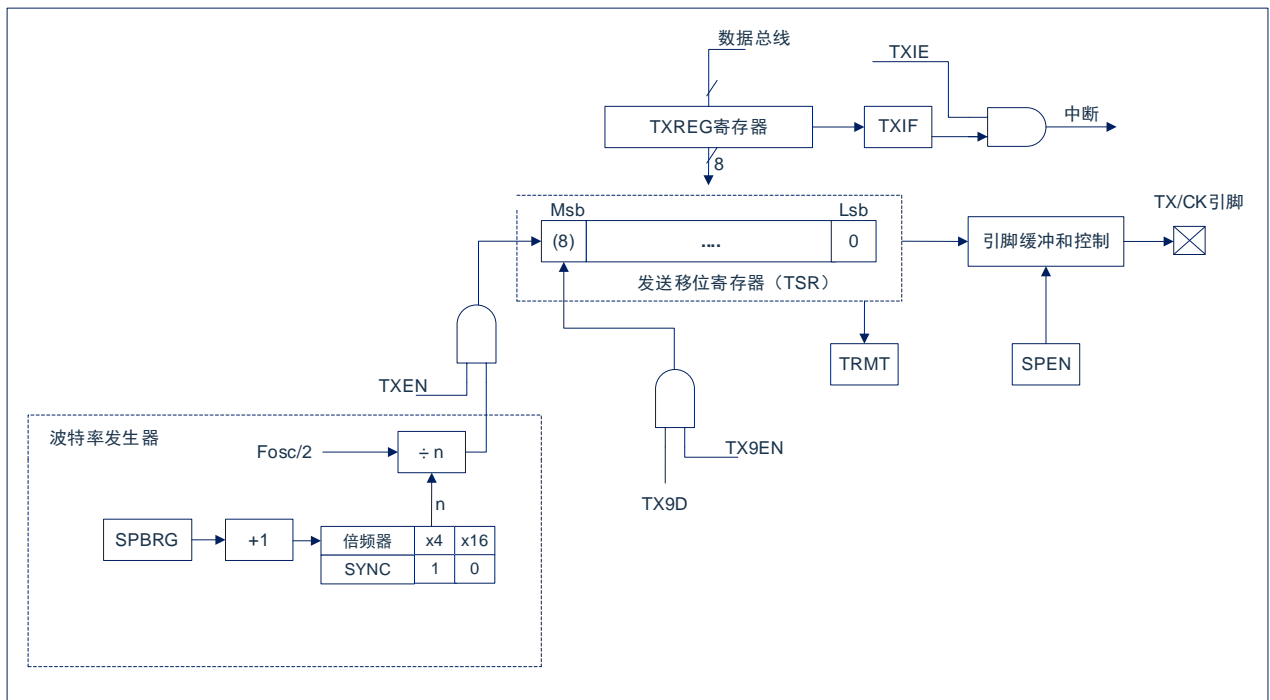 数据总线
TXIE
TXREG寄存器
TXIF
中断
8
Msb
Lsb
TX/CK引脚
(8)
....
0
引脚缓冲和控制
发送移位寄存器（TSR）
TRMT
SPEN
TXEN
波特率发生器
Fosc/2
÷n
TX9EN
n
TX9D
SPBRG
+1
倍频器 x4 x16
SYNC 1 0